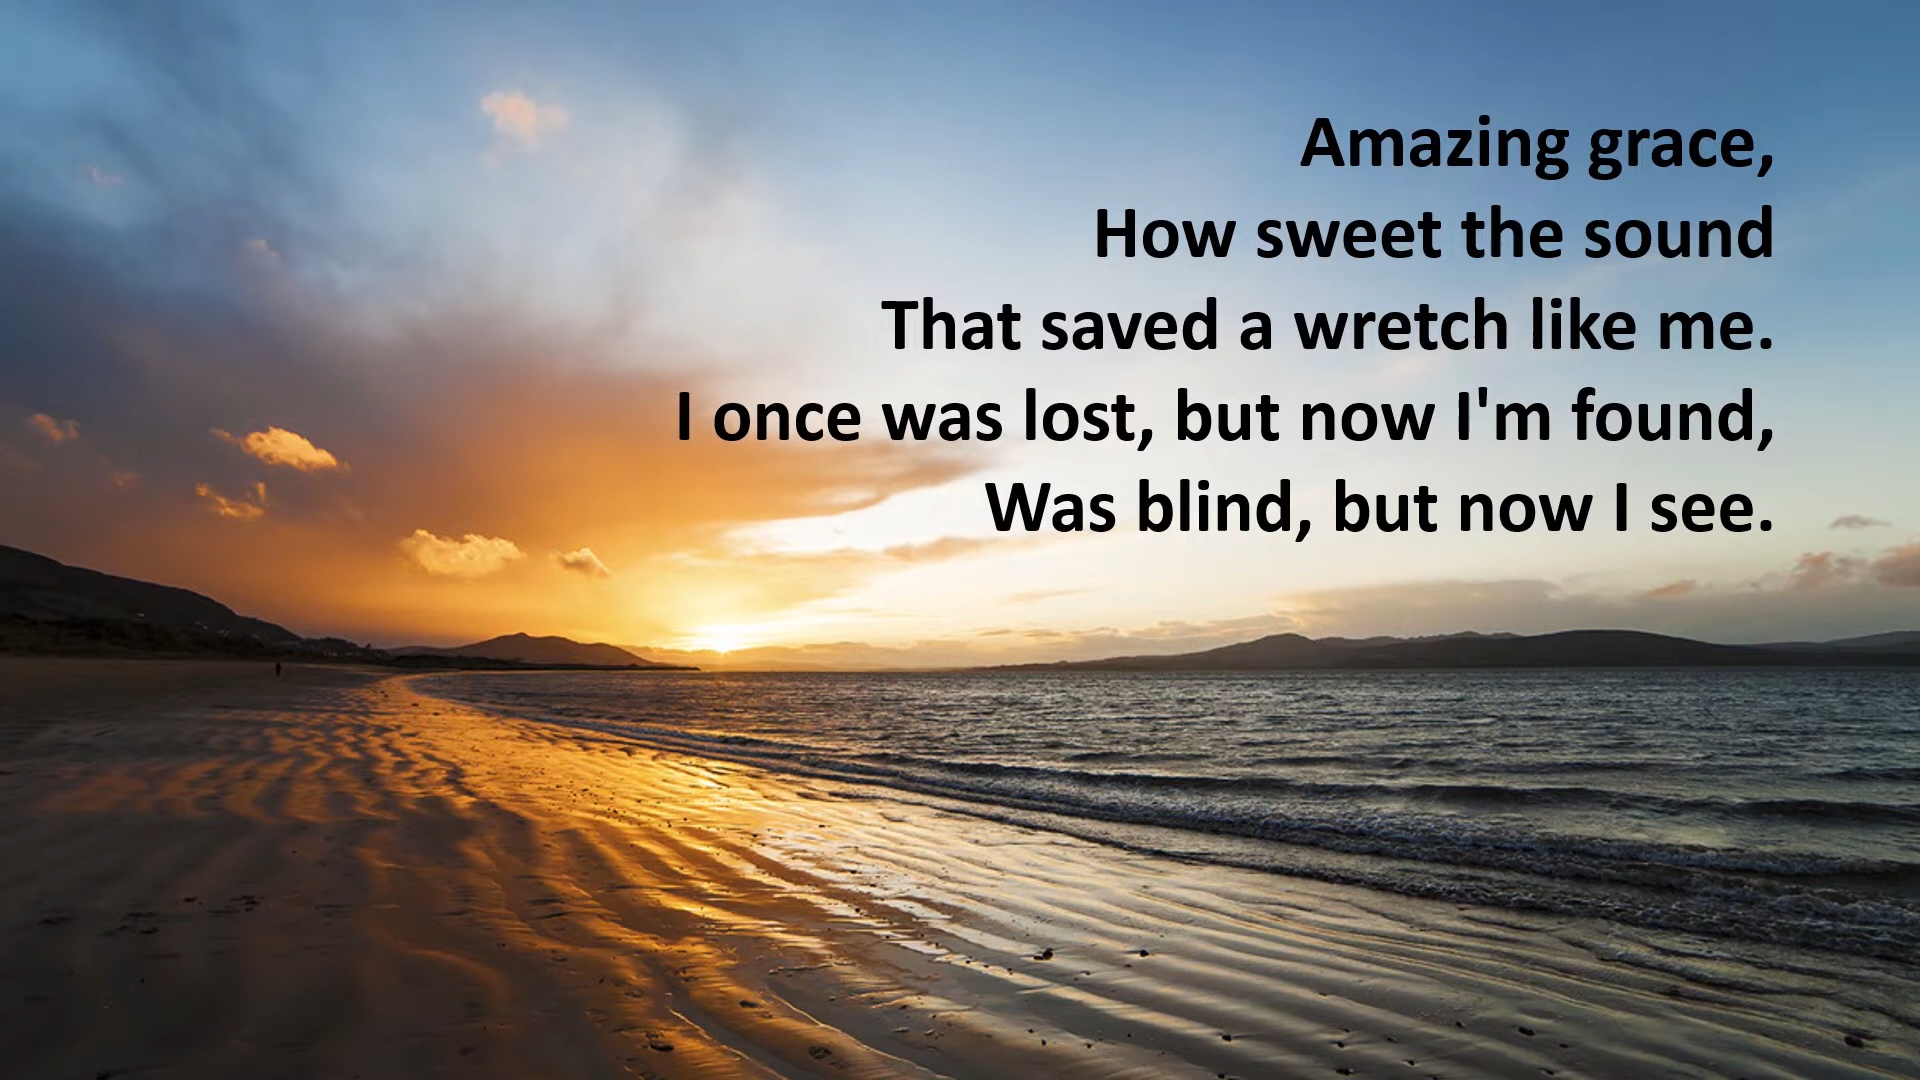 Amazing grace,
How sweet the sound
That saved a wretch like me.
I once was lost, but now I'm found,
Was blind, but now I see.